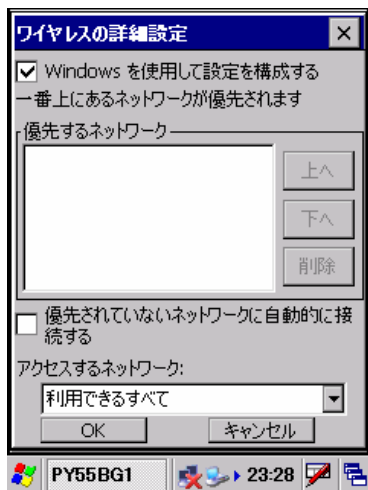 ワイヤレスの詳細設定
Windows を使用して設定を構成する
一番上にあるネットワークが優先されます
優先するネットワーク
上へ
下へ
削除
優先されていないネットワークに自動的に接
続する
アクセスするネットワーク:
利用できるすべて
OK キャンセル
PY55BG1 23:28